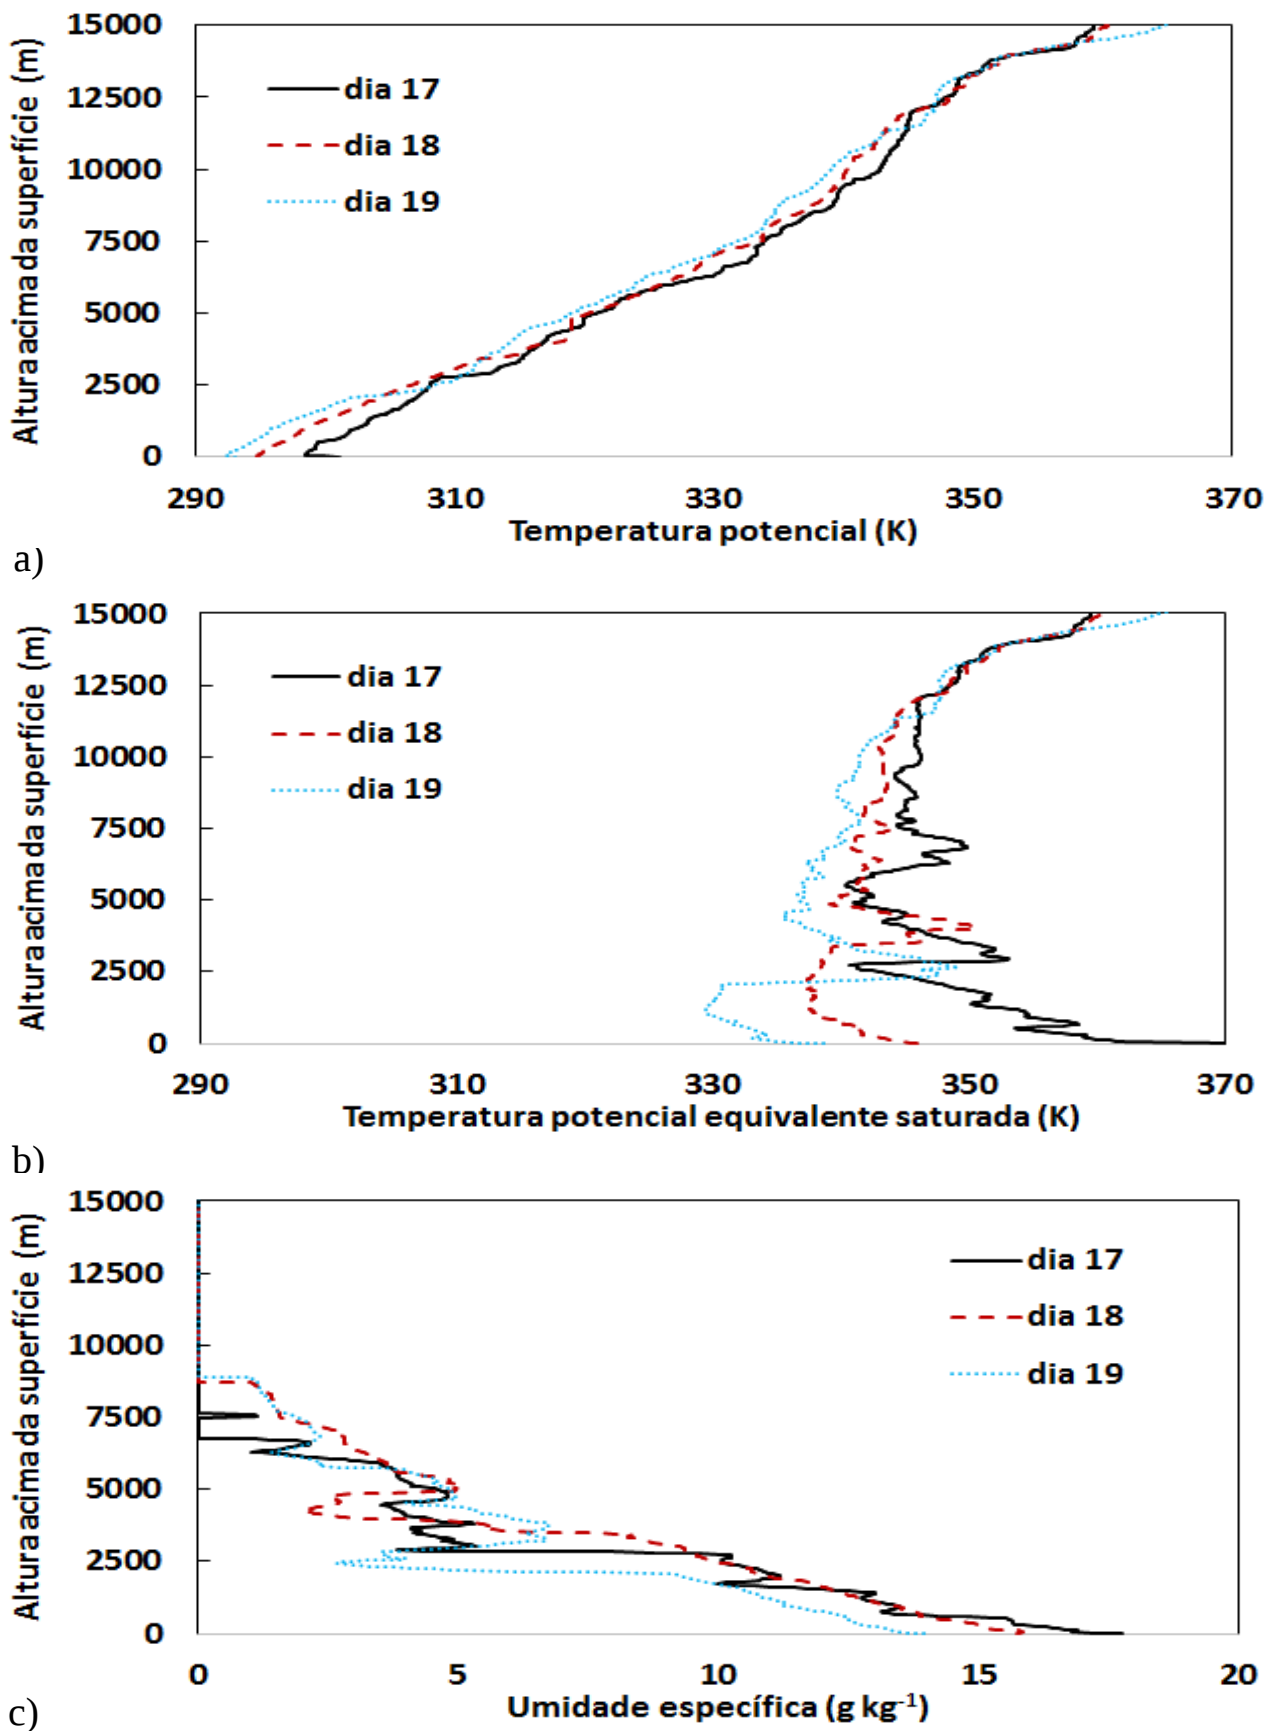 Altura acima da superfície (m)
15000
12500
10000
7500
5000
2500
0
dia 17
dia 18
dia 19
290 310 330 350 370
Temperatura potencial (K)
a)
Altura acima da superfície (m)
15000
12500
10000
7500
5000
2500
0
dia 17
dia 18
dia 19
290 310 330 350 370
Temperatura potencial equivalente saturada (K)
b)
Altura acima da superfície (m)
15000
12500
10000
7500
5000
2500
0
dia 17
dia 18
dia 19
0 5 10 15 20
Umidade específica (g kg⁻¹)
c)